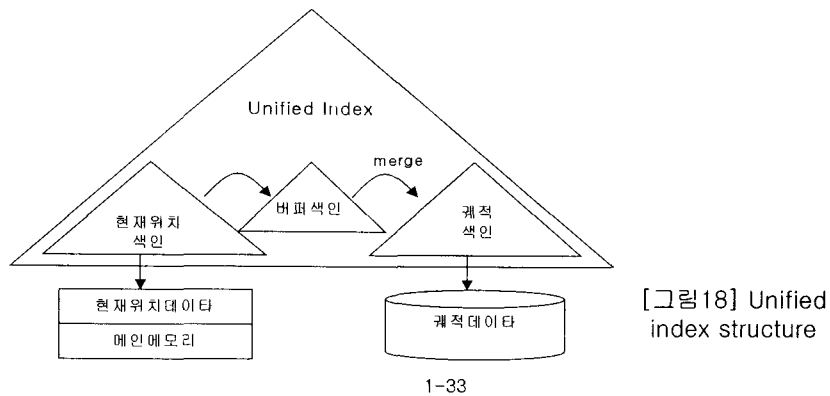 Unified Index
merge
현재위치
색인
버퍼색인
궤적
색인
현재위치데이타
메인메모리
궤적데이타
[그림18] Unified
index structure
1-33